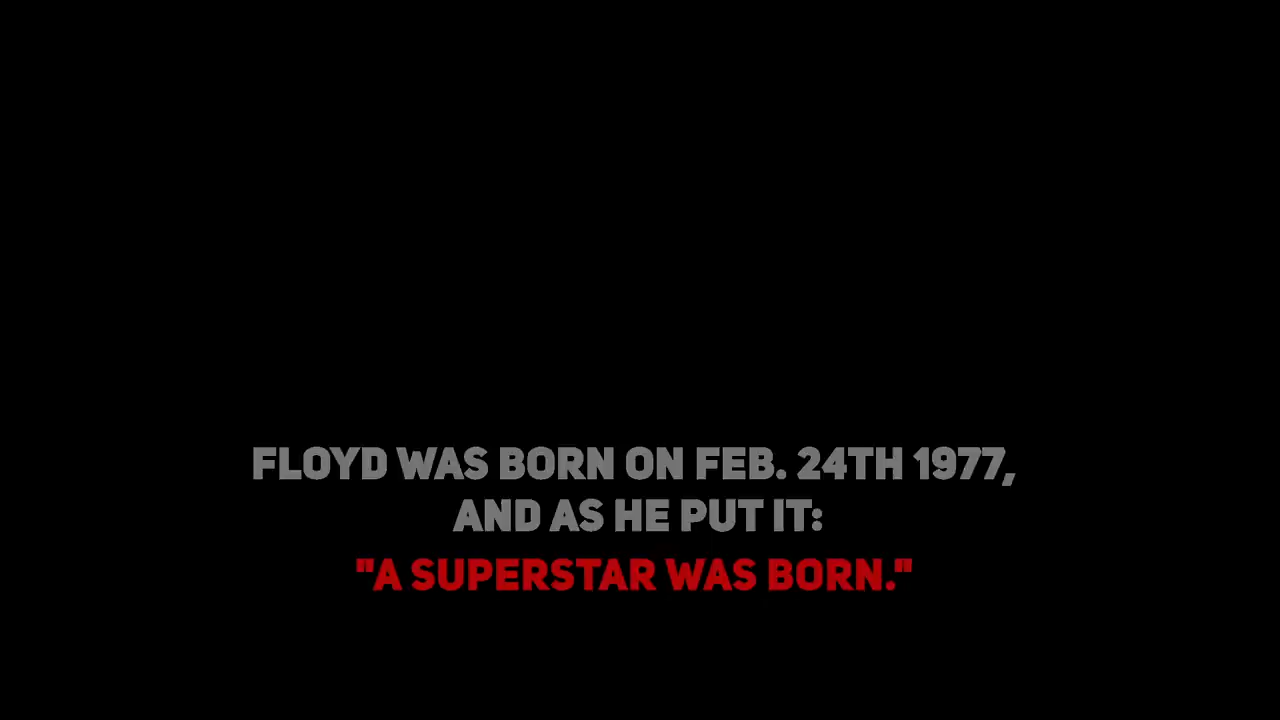 FLOYD WAS BORN ON FEB. 24TH 1977,
AND AS HE PUT IT:
"A SUPERSTAR WAS BORN."